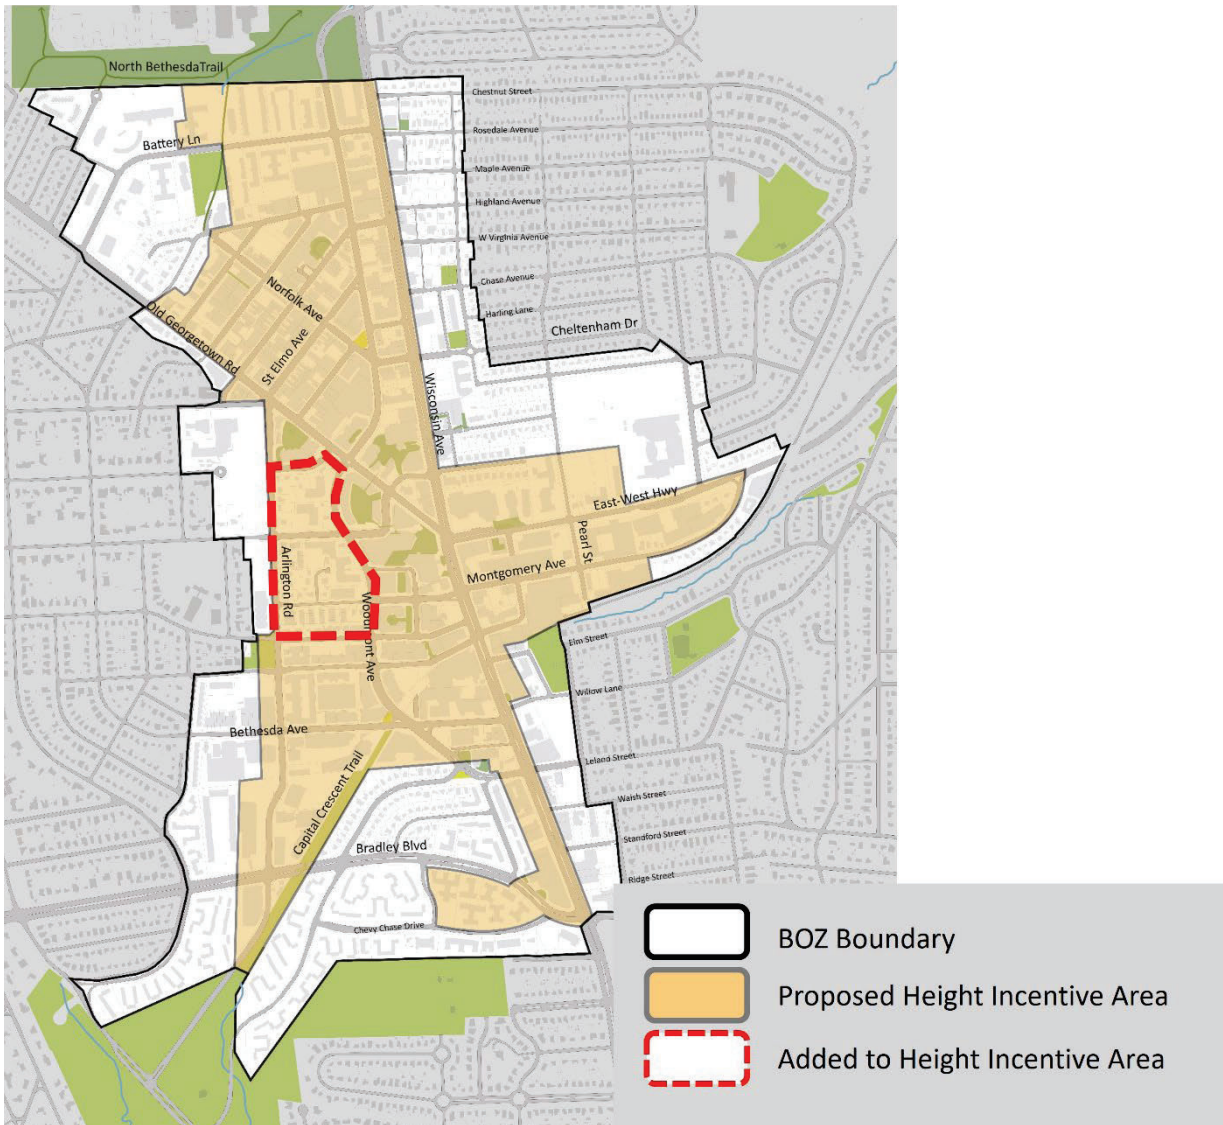 North BethesdaTrail
Chestnut Street
Rosedale Avenue
Battery Ln
Maple Avenue
Highland Avenue
W Virginia Avenue
Chase Avenue
Norfolk Ave
Harling Lane
Cheltenham Dr
Old Georgetown Rd
St Elmo Ave
Wisconsin Ave
East-West Hwy
Pearl St
Montgomery Ave
Arlington Rd
Woodmont Ave
Elm Street
Willow Lane
Bethesda Ave
Leland Street
Capital Crescent Trail
Walsh Street
Standford Street
Bradley Blvd
Ridge Street
Chevy Chase Drive
BOZ Boundary
Proposed Height Incentive Area
Added to Height Incentive Area